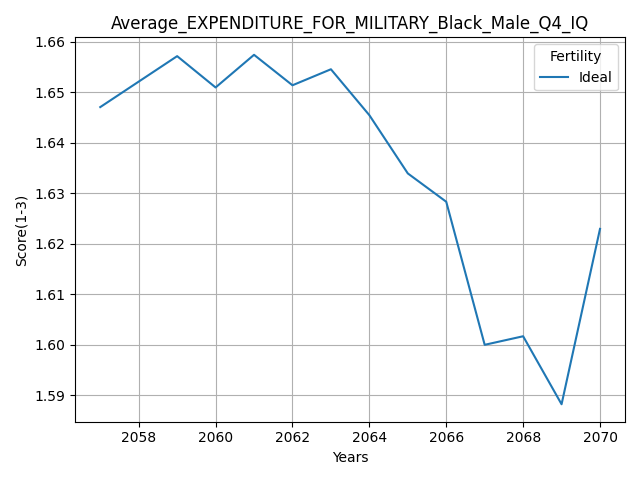 Average_EXPENDITURE_FOR_MILITARY_Black_Male_Q4_IQ
Fertility
Ideal
Score(1-3)
1.66
1.65
1.64
1.63
1.62
1.61
1.60
1.59
2058 2060 2062 2064 2066 2068 2070
Years